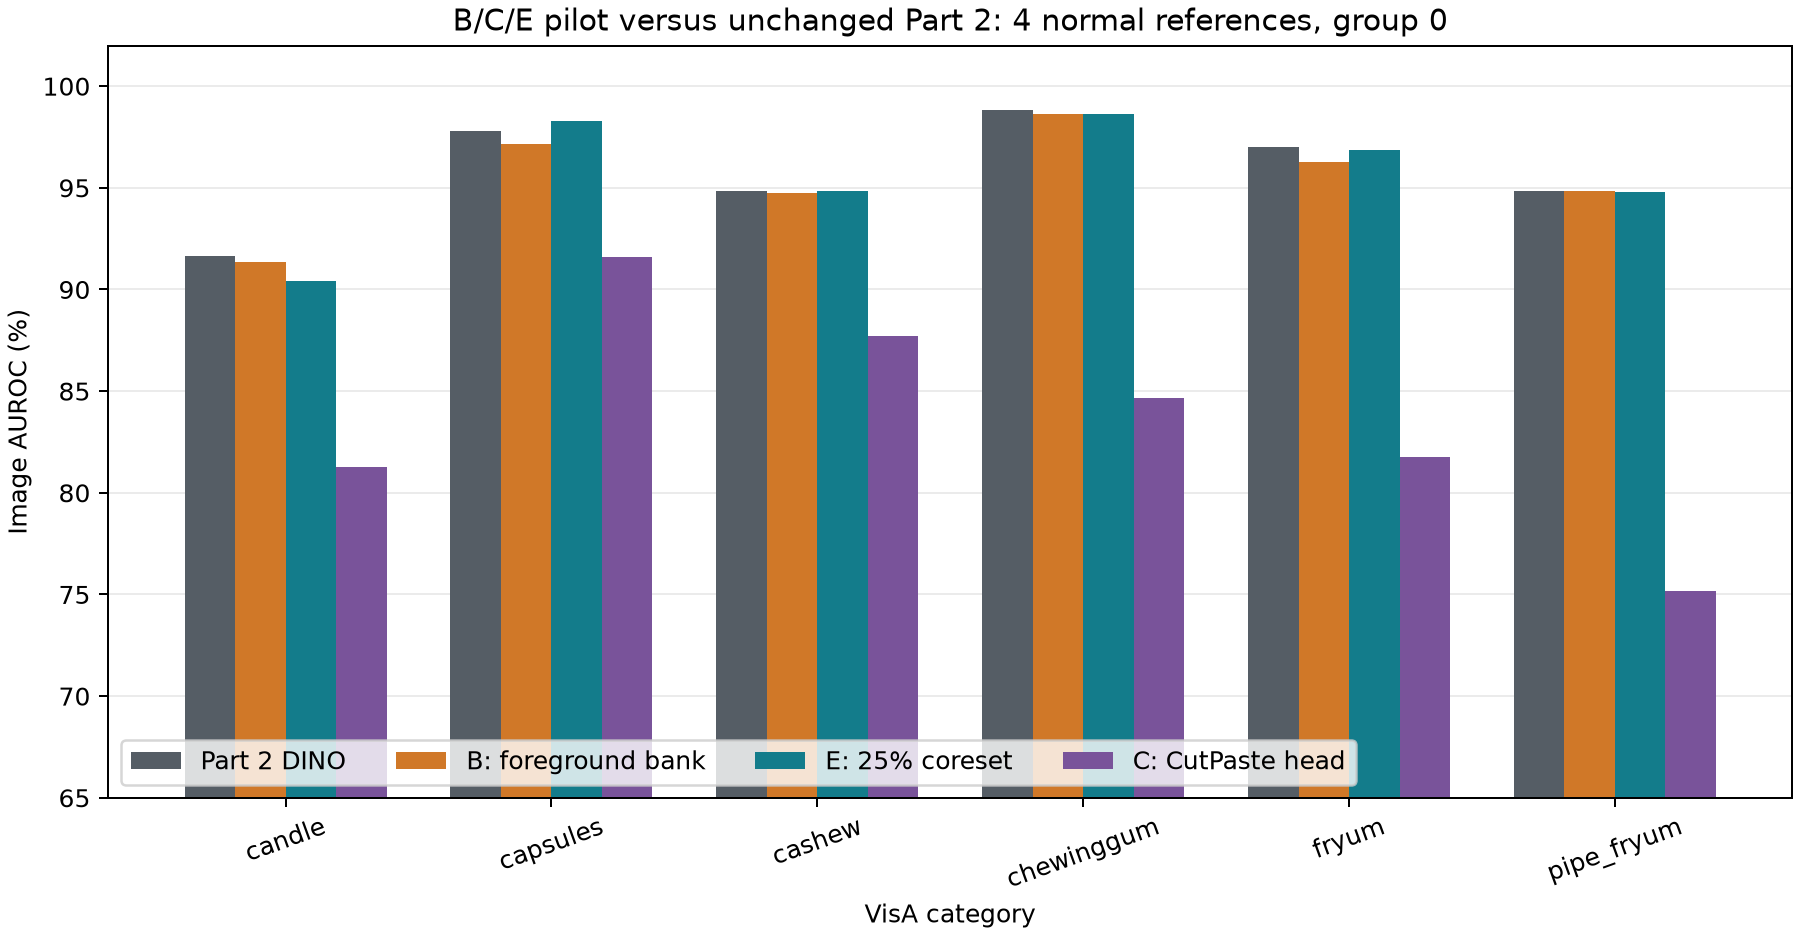 B/C/E pilot versus unchanged Part 2: 4 normal references, group 0
Image AUROC (%)
100
95
90
85
80
75
70
65
Part 2 DINO
B: foreground bank
E: 25% coreset
C: CutPaste head
candle
capsules
cashew
chewinggum
fryum
pipe_fryum
VisA category